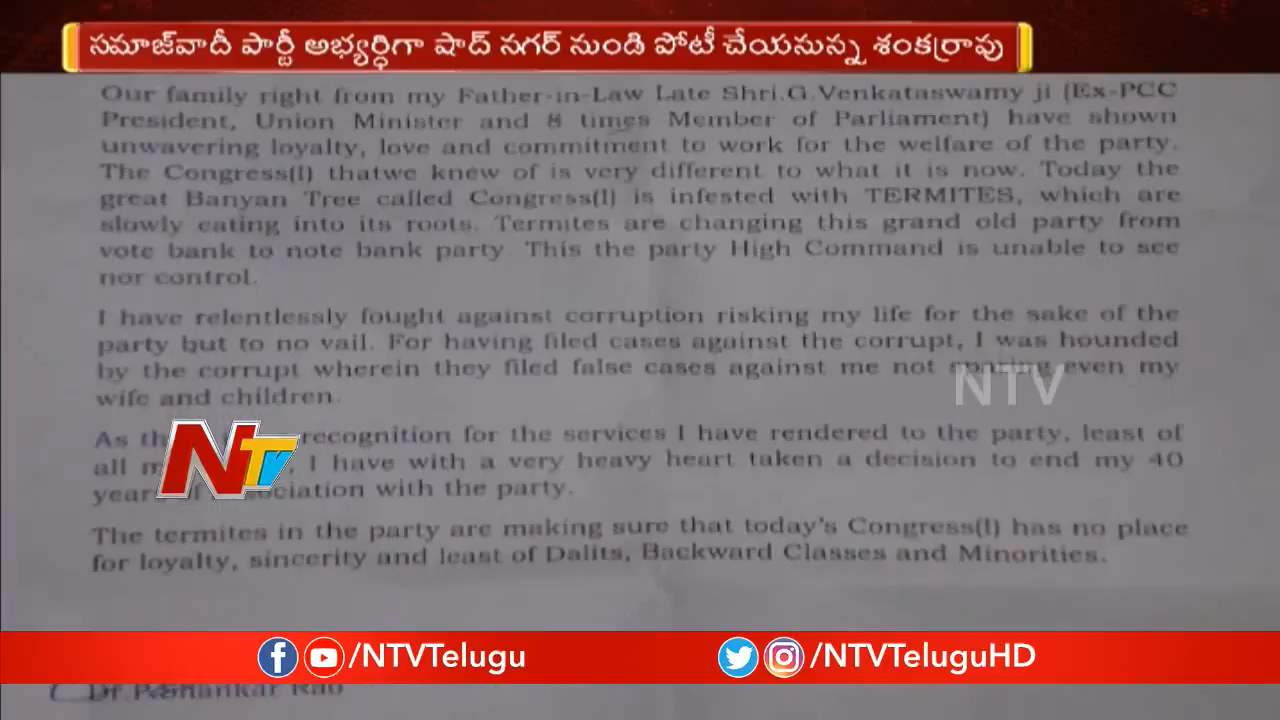 సమాజ్‌వాదీ పార్టీ అభ్యర్ధిగా షాద్ నగర్ నుండి పోటీ చేయనున్న శంకర్రావు
Our family right from my Father-in-Law Late Shri.G.Venkataswamy ji (Ex-PCC
President, Union Minister and 8 times Member of Parliament) have shown
unwavering loyalty, love and commitment to work for the welfare of the party.
The Congress(I) thatwe knew of is very different to what it is now. Today the
great Banyan Tree called Congress(I) is infested with TERMITES, which are
slowly eating into its roots. Termites are changing this grand old party from
vote bank to note bank party. This the party High Command is unable to see
nor control.
I have relentlessly fought against corruption risking my life for the sake of the
party but to no vail. For having filed cases against the corrupt, I was hounded
by the corrupt wherein they filed false cases against me not sparing even my
wife and children.
NTV
As recognition for the services I have rendered to the party, least of
all I have with a very heavy heart taken a decision to end my 40
with the party.
NTV
The termites in the party are making sure that today's Congress(I) has no place
for loyalty, sincerity and least of Dalits, Backward Classes and Minorities.
/NTVTelugu
/NTVTeluguHD
Rao